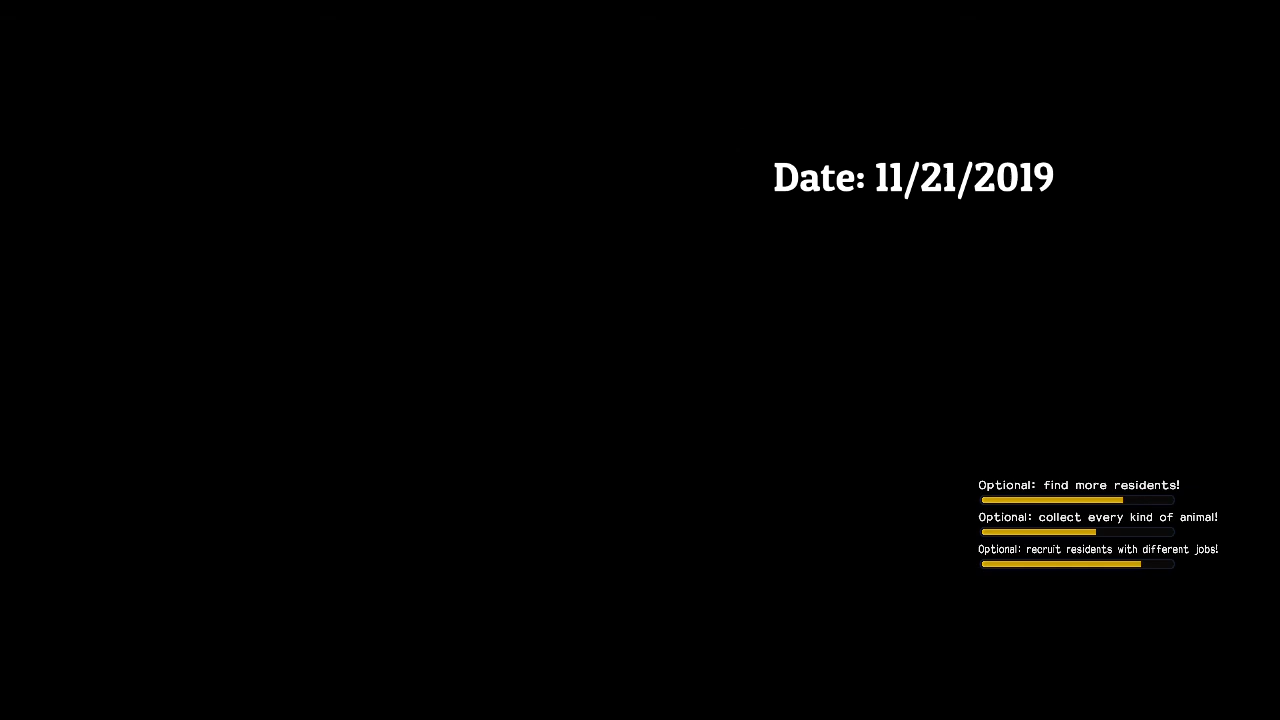 Date: 11/21/2019
Optional: find more residents!
Optional: collect every kind of animal!
Optional: recruit residents with different jobs!